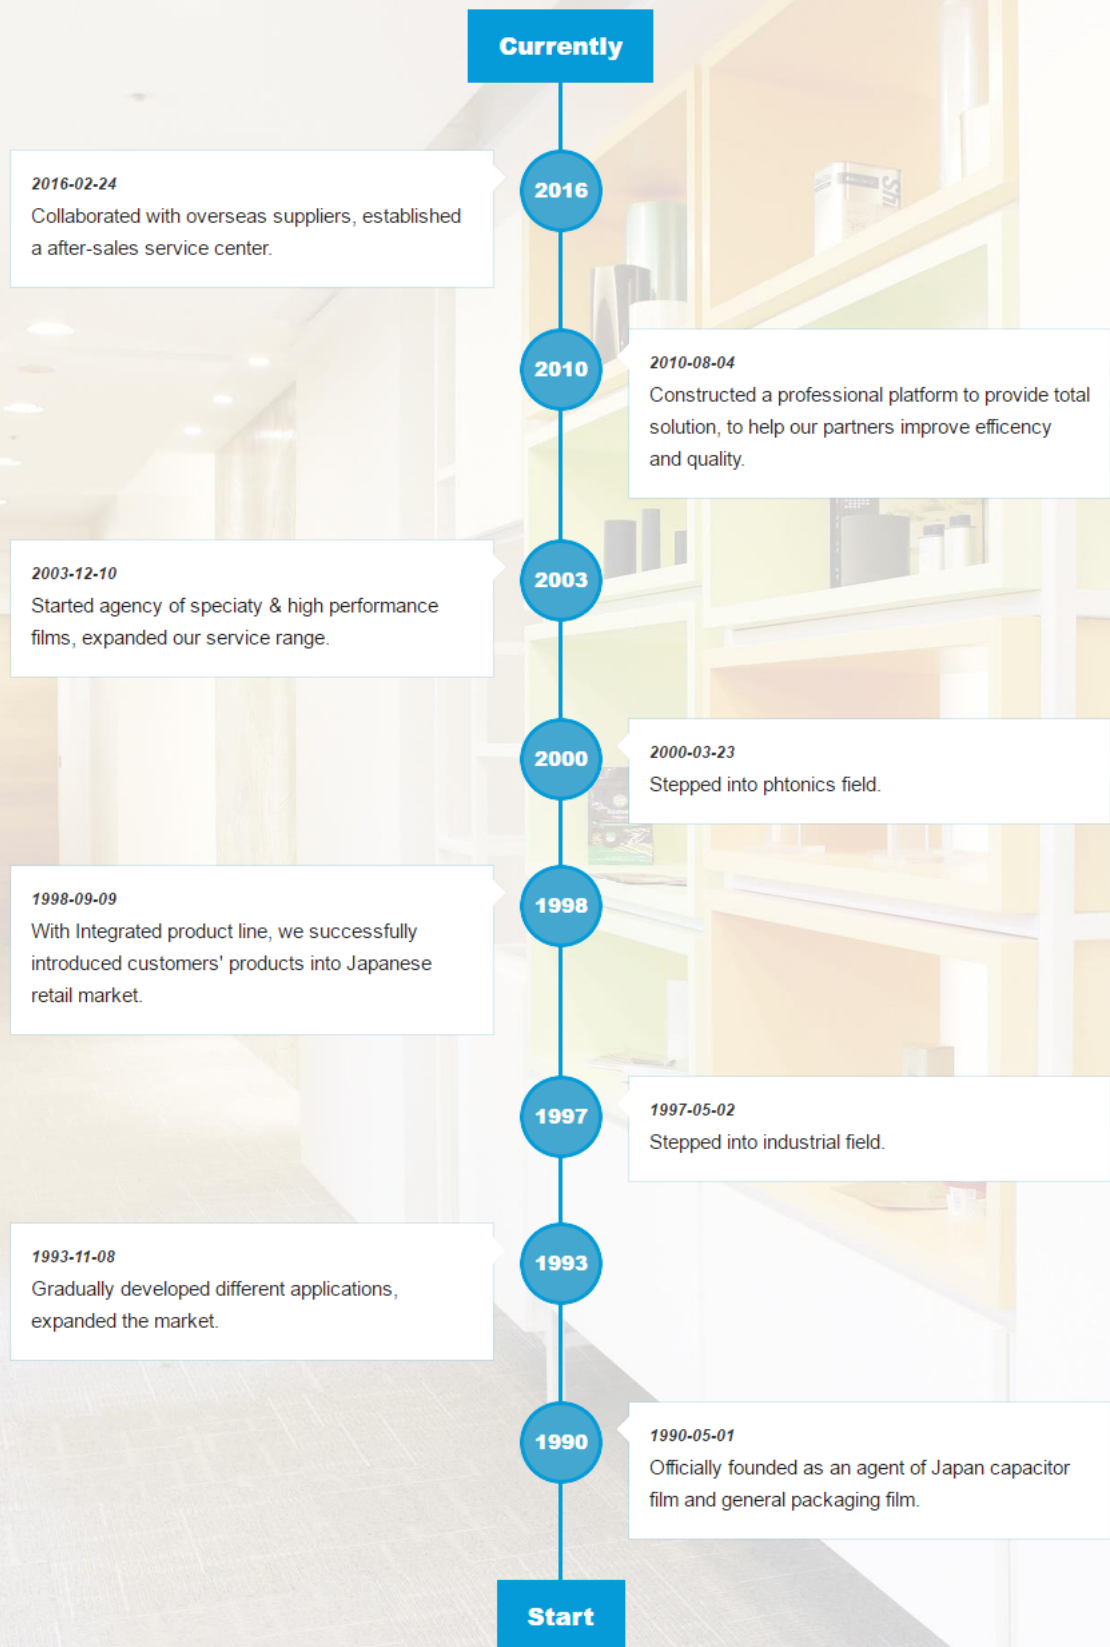 Currently
2016
2016-02-24
Collaborated with overseas suppliers, established
a after-sales service center.
2010
2010-08-04
Constructed a professional platform to provide total
solution, to help our partners improve efficency
and quality.
2003
2003-12-10
Started agency of speciaty & high performance
films, expanded our service range.
2000
2000-03-23
Stepped into phtonics field.
1998
1998-09-09
With Integrated product line, we successfully
introduced customers' products into Japanese
retail market.
1997
1997-05-02
Stepped into industrial field.
1993
1993-11-08
Gradually developed different applications,
expanded the market.
1990
1990-05-01
Officially founded as an agent of Japan capacitor
film and general packaging film.
Start